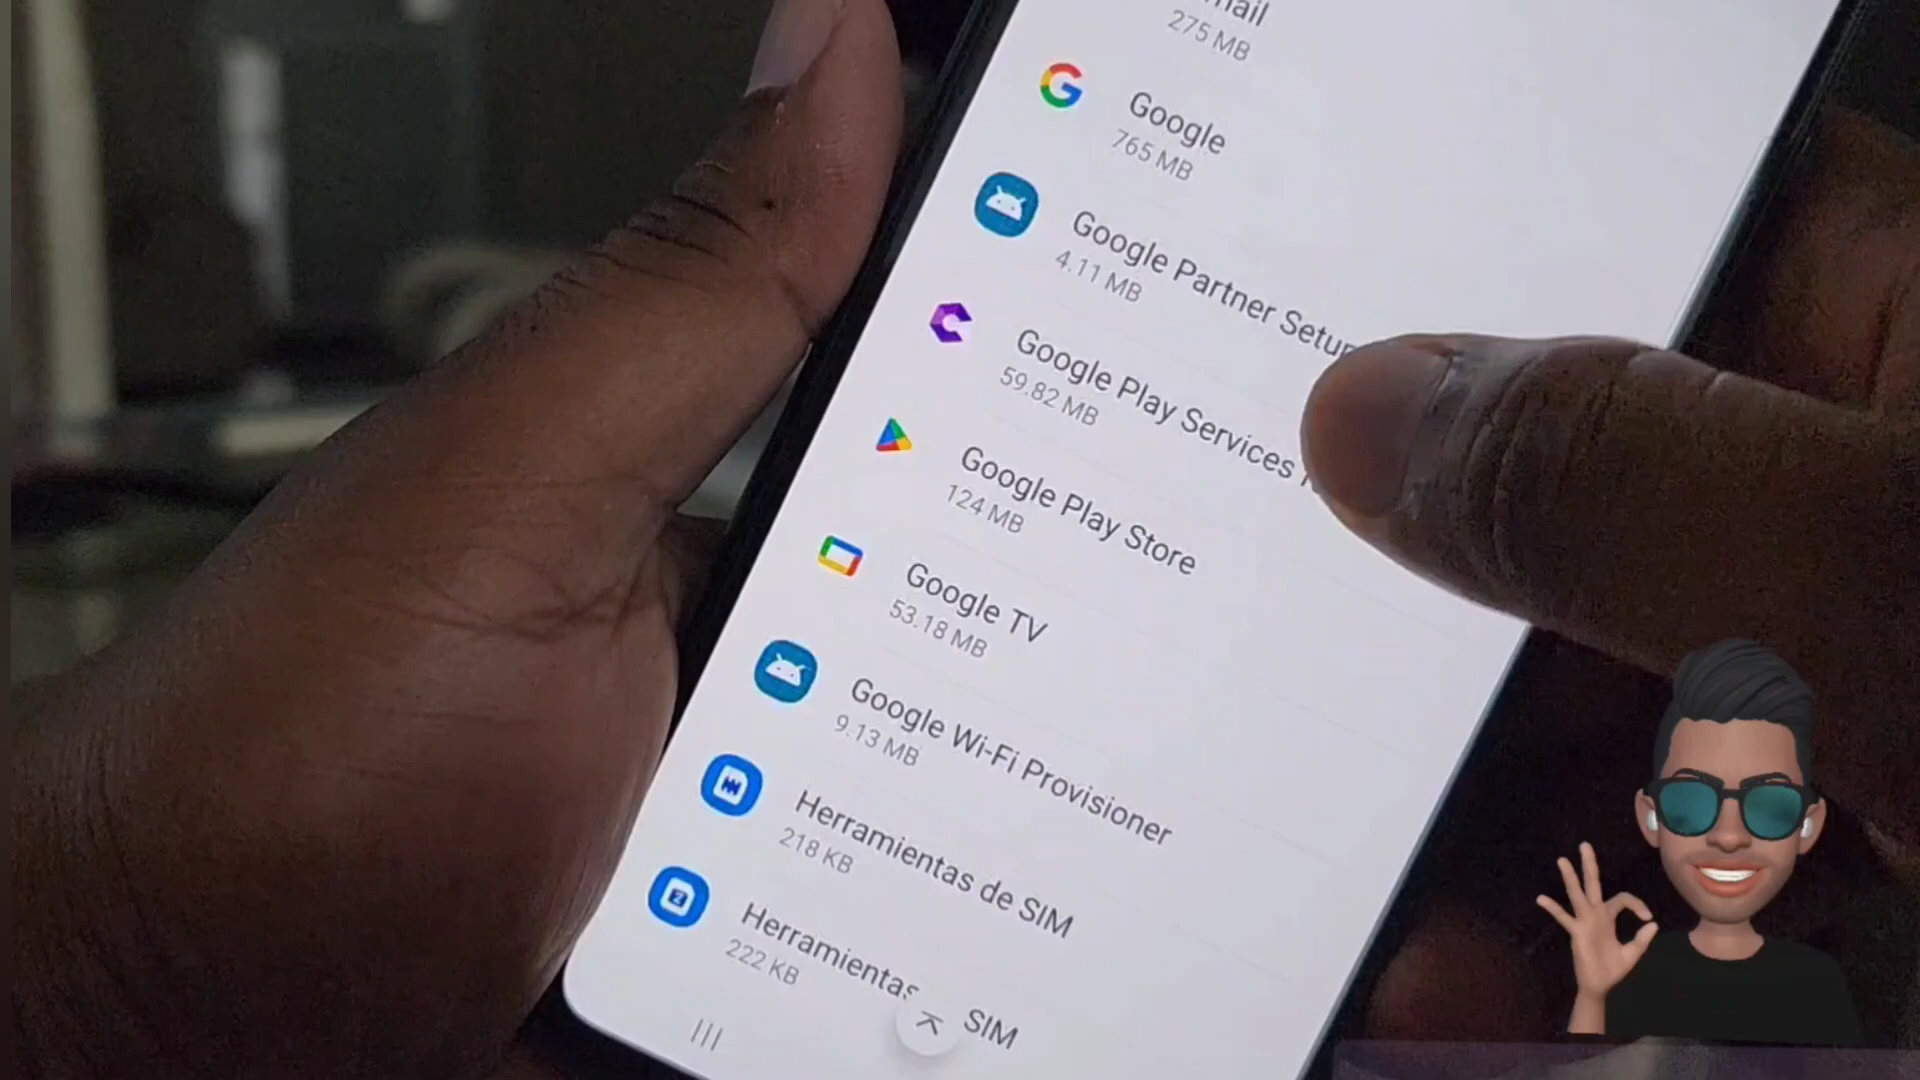 275 MB
Google
765 MB
Google Partner Setup
4.11 MB
Google Play Services
59.82 MB
Google Play Store
124 MB
Google TV
53.18 MB
Google Wi-Fi Provisioner
9.13 MB
Herramientas de SIM
218 KB
Herramientas SIM
222 KB